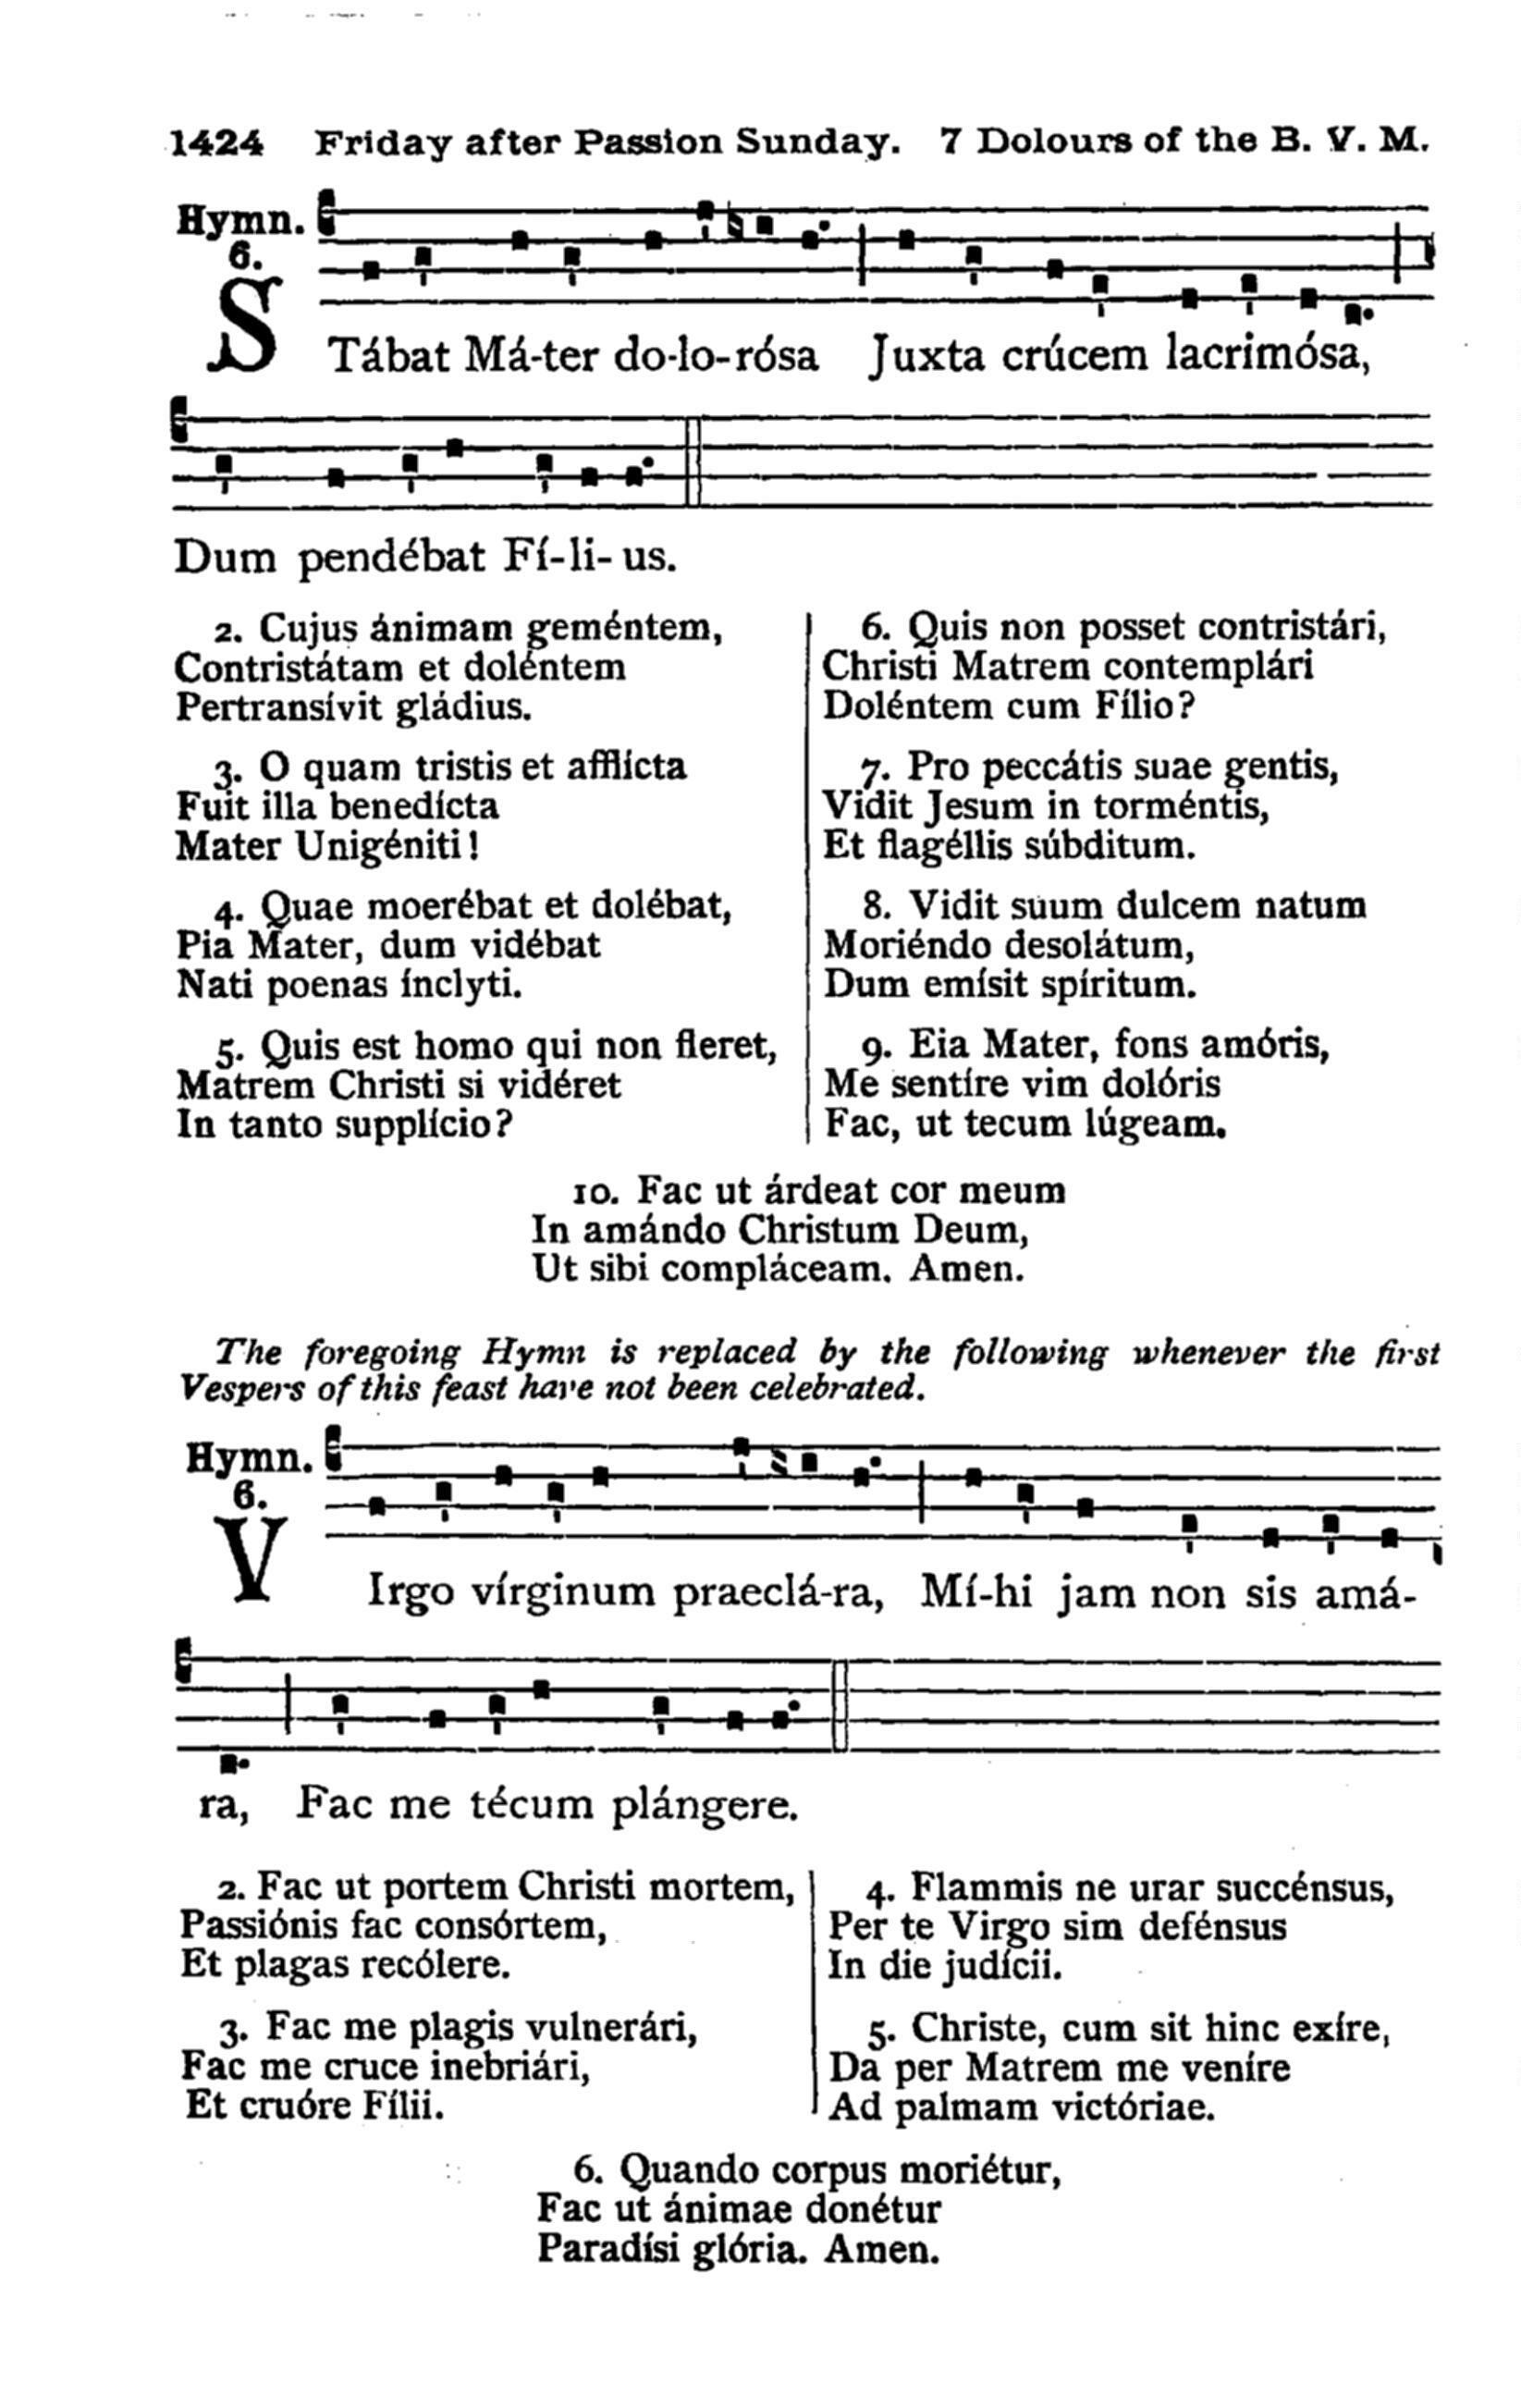 1424 Friday after Passion Sunday. 7 Dolours of the B. V. M.
Hymn.
6.
S Tábat Má-ter do-lo-rósa Juxta crúcem lacrimósa,
Dum pendébat Fí-li-us.
2. Cujus ánimam geméntem,
Contristátam et doléntem
Pertransívit gládius.
3. O quam tristis et afflícta
Fuit illa benedícta
Mater Unigéniti!
4. Quae moerébat et dolébat,
Pia Mater, dum vidébat
Nati poenas ínclyti.
5. Quis est homo qui non fleret,
Matrem Christi si vidéret
In tanto supplício?
6. Quis non posset contristári,
Christi Matrem contemplári
Doléntem cum Fílio?
7. Pro peccátis suae gentis,
Vidit Jesum in torméntis,
Et flagéllis súbditum.
8. Vidit suum dulcem natum
Moriéndo desolátum,
Dum emísit spíritum.
9. Eia Mater, fons amóris,
Me sentíre vim dolóris
Fac, ut tecum lúgeam.
10. Fac ut árdeat cor meum
In amándo Christum Deum,
Ut sibi compláceam. Amen.
The foregoing Hymn is replaced by the following whenever the first
Vespers of this feast have not been celebrated.
Hymn.
6.
V Irgo vírginum praeclá-ra, Mí-hi jam non sis amá-
ra, Fac me técum plángere.
2. Fac ut portem Christi mortem,
Passiónis fac consórtem,
Et plagas recólere.
3. Fac me plagis vulnerári,
Fac me cruce inebriári,
Et cruóre Fílii.
4. Flammis ne urar succénsus,
Per te Virgo sim defénsus
In die judícii.
5. Christe, cum sit hinc exíre,
Da per Matrem me veníre
Ad palmam victóriae.
6. Quando corpus moriétur,
Fac ut ánimae donétur
Paradísi glória. Amen.